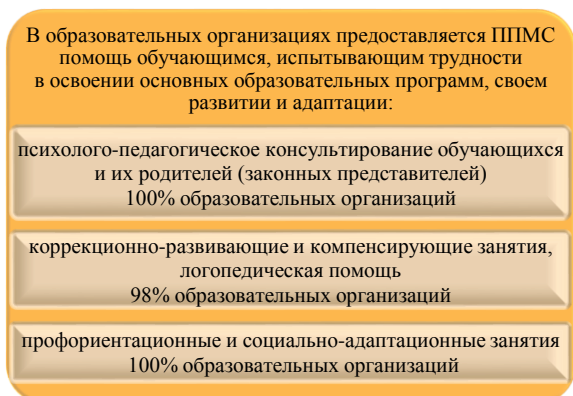 В образовательных организациях предоставляется ППМС
помощь обучающимся, испытывающим трудности
в освоении основных образовательных программ, своем
развитии и адаптации:
психолого-педагогическое консультирование обучающихся
и их родителей (законных представителей)
100% образовательных организаций
коррекционно-развивающие и компенсирующие занятия,
логопедическая помощь
98% образовательных организаций
профориентационные и социально-адаптационные занятия
100% образовательных организаций